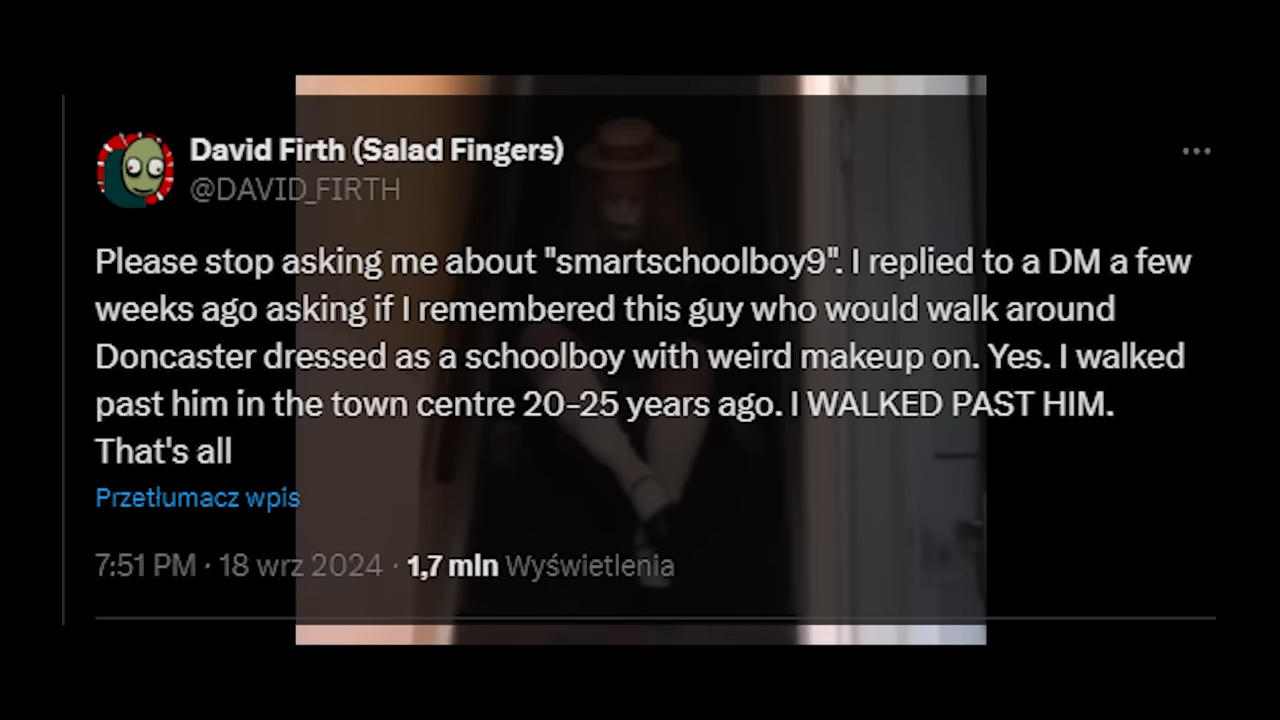 David Firth (Salad Fingers)
@DAVID_FIRTH
Please stop asking me about "smartschoolboy9". I replied to a DM a few
weeks ago asking if I remembered this guy who would walk around
Doncaster dressed as a schoolboy with weird makeup on. Yes. I walked
past him in the town centre 20-25 years ago. I WALKED PAST HIM.
That's all
Przetłumacz wpis
7:51 PM · 18 wrz 2024 · 1,7 mln Wyświetlenia